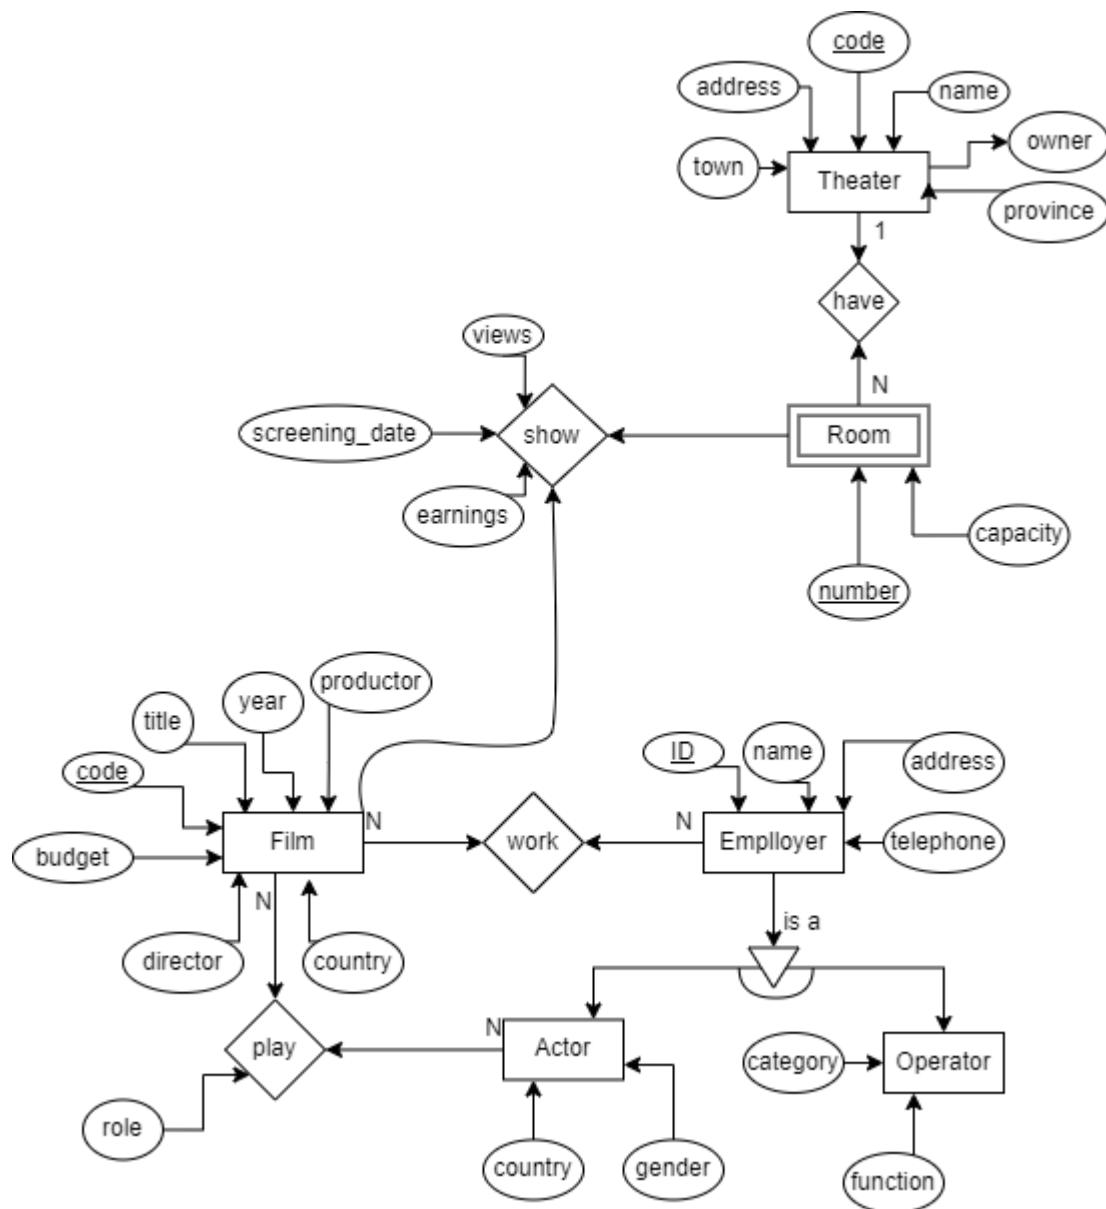 code
address
name
owner
town
Theater
province
1
have
views
N
screening_date
show
Room
earnings
capacity
number
productor
year
title
ID
name
code
address
N
N
Film
work
Emplloyer
telephone
budget
N
is a
director
country
N
play
Actor
category
Operator
role
country
gender
function